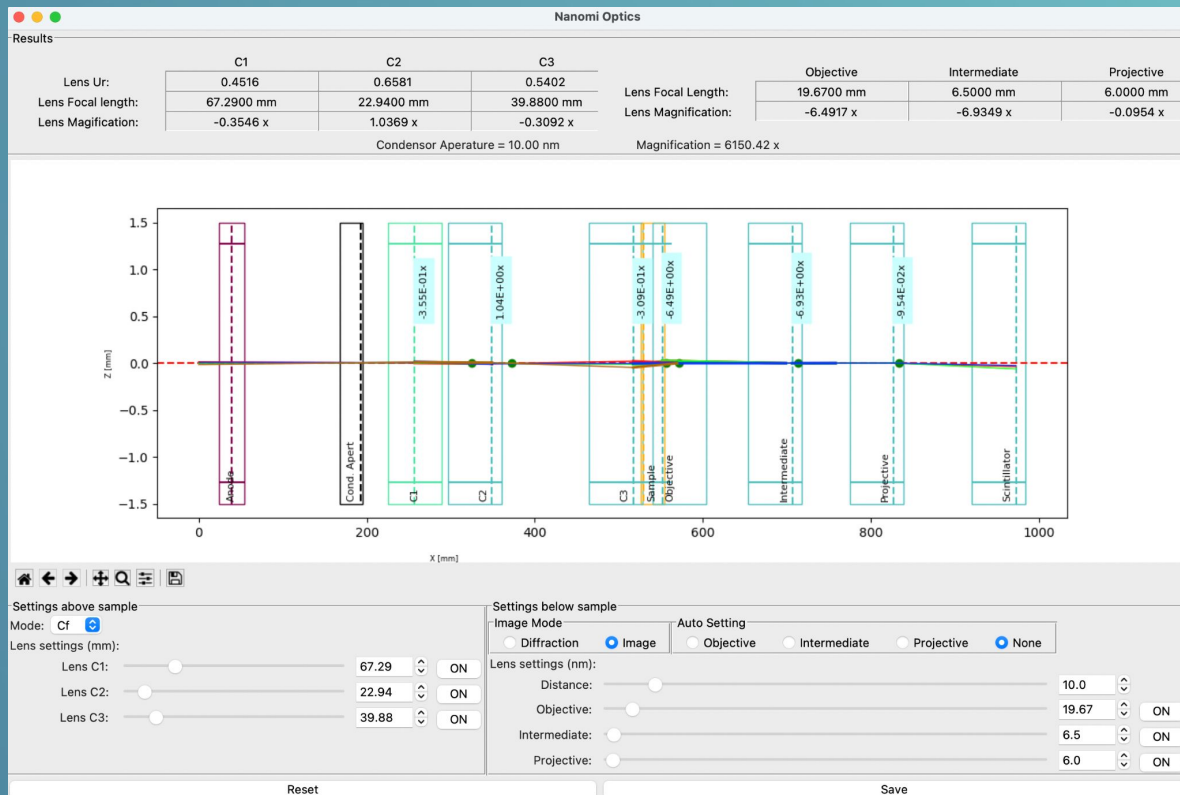 Nanomi Optics
Results
C1 C2 C3
Lens Ur: 0.4516 0.6581 0.5402
Lens Focal length: 67.2900 mm 22.9400 mm 39.8800 mm
Lens Magification: -0.3546 x 1.0369 x -0.3092 x
Objective Intermediate Projective
Lens Focal Length: 19.6700 mm 6.5000 mm 6.0000 mm
Lens Magnification: -6.4917 x -6.9349 x -0.0954 x
Condensor Aperature = 10.00 nm Magnification = 6150.42 x
1.5
1.0
0.5
0.0
−0.5
−1.0
−1.5
Z [mm]
-3.55E-01x
1.04E+00x
-3.09E-01x
-6.49E+00x
-6.93E+00x
-9.54E-02x
Anode
Cond. Apert
C1
C2
C3
Sample
Objective
Intermediate
Projective
Scintillator
0 200 400 600 800 1000
X [mm]
Settings above sample
Mode: Cf
Lens settings (mm):
Lens C1: 67.29 ON
Lens C2: 22.94 ON
Lens C3: 39.88 ON
Settings below sample
Image Mode
Diffraction Image
Auto Setting
Objective Intermediate Projective None
Lens settings (nm):
Distance: 10.0
Objective: 19.67 ON
Intermediate: 6.5 ON
Projective: 6.0 ON
Reset Save